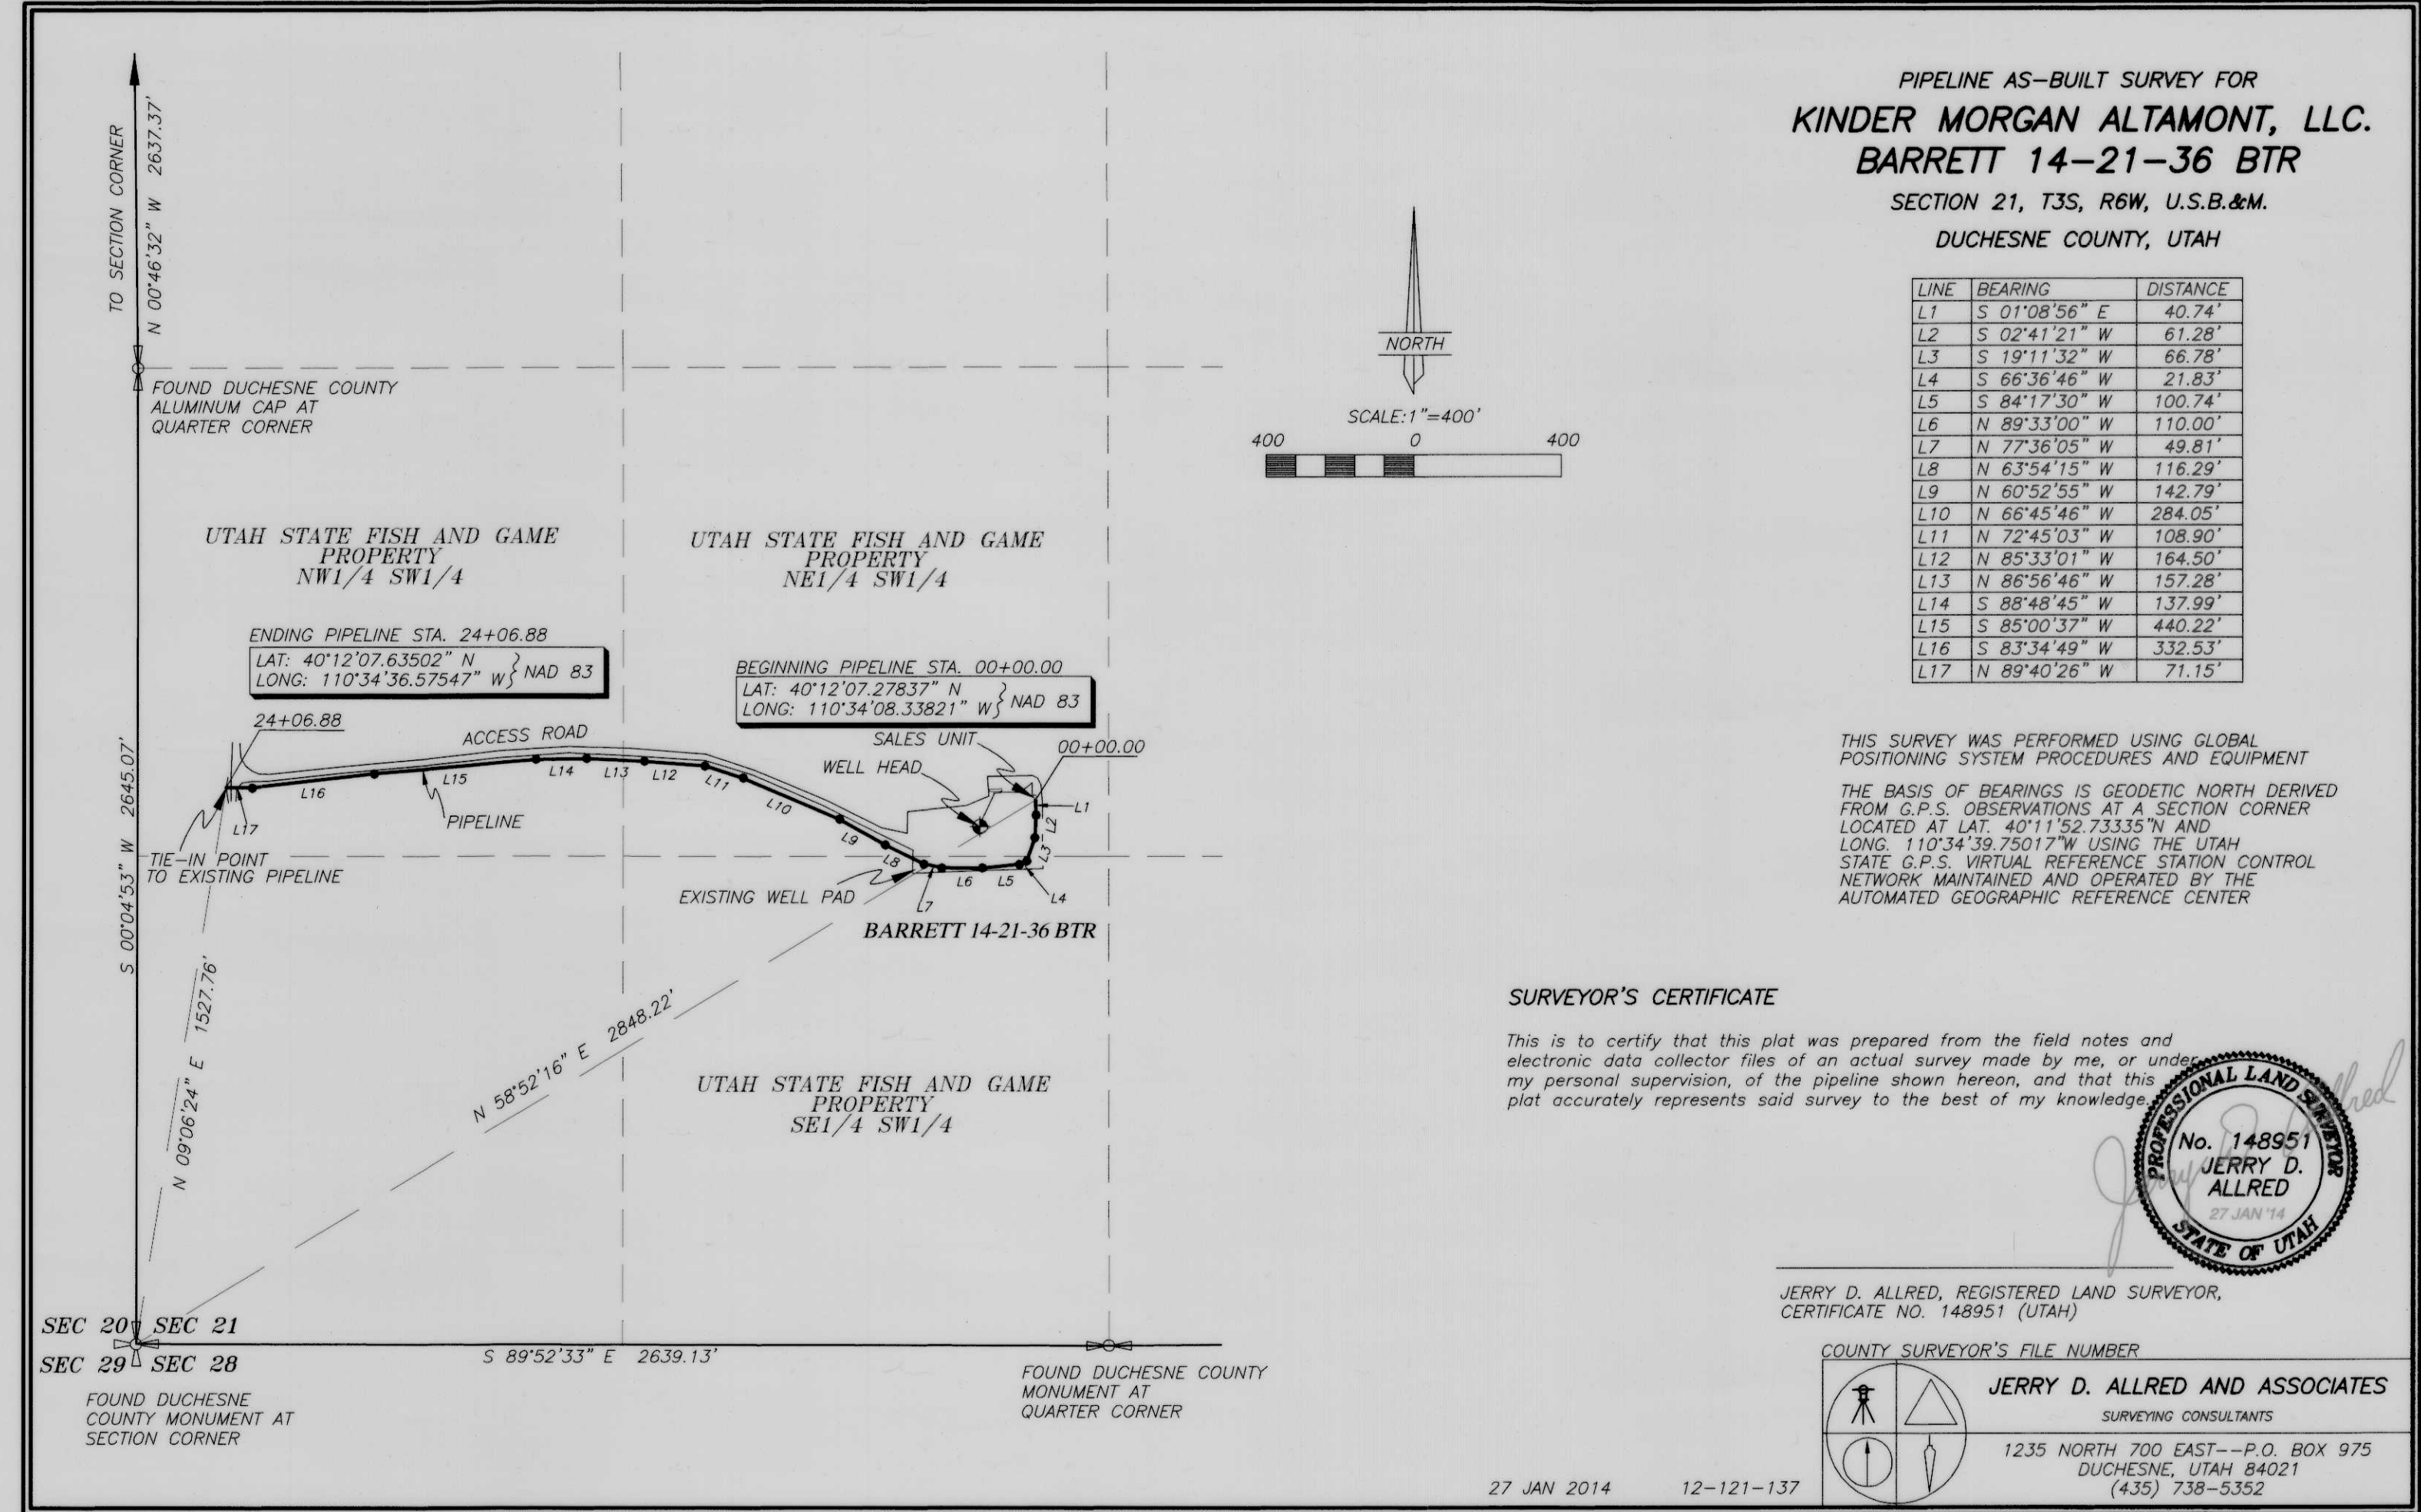 PIPELINE AS-BUILT SURVEY FOR
KINDER MORGAN ALTAMONT, LLC.
BARRETT 14-21-36 BTR
SECTION 21, T3S, R6W, U.S.B.&M.
DUCHESNE COUNTY, UTAH
LINE BEARING DISTANCE
L1 S 01°08'56" E 40.74'
L2 S 02°41'21" W 61.28'
L3 S 19°11'32" W 66.78'
L4 S 66°36'46" W 21.83'
L5 S 84°17'30" W 100.74'
L6 N 89°33'00" W 110.00'
L7 N 77°36'05" W 49.81'
L8 N 63°54'15" W 116.29'
L9 N 60°52'55" W 142.79'
L10 N 66°45'46" W 284.05'
L11 N 72°45'03" W 108.90'
L12 N 85°33'01" W 164.50'
L13 N 86°56'46" W 157.28'
L14 S 88°48'45" W 137.99'
L15 S 85°00'37" W 440.22'
L16 S 83°34'49" W 332.53'
L17 N 89°40'26" W 71.15'
TO SECTION CORNER
N 00°46'32" W 2637.37'
FOUND DUCHESNE COUNTY
ALUMINUM CAP AT
QUARTER CORNER
NORTH
SCALE:1"=400'
400 0 400
UTAH STATE FISH AND GAME
PROPERTY
NW1/4 SW1/4
UTAH STATE FISH AND GAME
PROPERTY
NE1/4 SW1/4
ENDING PIPELINE STA. 24+06.88
LAT: 40°12'07.63502" N
LONG: 110°34'36.57547" W } NAD 83
BEGINNING PIPELINE STA. 00+00.00
LAT: 40°12'07.27837" N
LONG: 110°34'08.33821" W } NAD 83
24+06.88
ACCESS ROAD
SALES UNIT
00+00.00
WELL HEAD
L1
L2
L3
L4
L5
L6
L7
L8
L9
L10
L11
L12
L13
L14
L15
L16
L17
PIPELINE
TIE-IN POINT
TO EXISTING PIPELINE
EXISTING WELL PAD
BARRETT 14-21-36 BTR
S 00°04'53" W 2645.07'
N 09°06'24" E 1527.76'
N 58°52'16" E 2848.22'
UTAH STATE FISH AND GAME
PROPERTY
SE1/4 SW1/4
SEC 20 SEC 21
SEC 29 SEC 28
S 89°52'33" E 2639.13'
FOUND DUCHESNE
COUNTY MONUMENT AT
SECTION CORNER
FOUND DUCHESNE COUNTY
MONUMENT AT
QUARTER CORNER
THIS SURVEY WAS PERFORMED USING GLOBAL
POSITIONING SYSTEM PROCEDURES AND EQUIPMENT
THE BASIS OF BEARINGS IS GEODETIC NORTH DERIVED
FROM G.P.S. OBSERVATIONS AT A SECTION CORNER
LOCATED AT LAT. 40°11'52.73335"N AND
LONG. 110°34'39.75017"W USING THE UTAH
STATE G.P.S. VIRTUAL REFERENCE STATION CONTROL
NETWORK MAINTAINED AND OPERATED BY THE
AUTOMATED GEOGRAPHIC REFERENCE CENTER
SURVEYOR'S CERTIFICATE
This is to certify that this plat was prepared from the field notes and
electronic data collector files of an actual survey made by me, or under
my personal supervision, of the pipeline shown hereon, and that this
plat accurately represents said survey to the best of my knowledge.
PROFESSIONAL LAND SURVEYOR
No. 148951
JERRY D.
ALLRED
27 JAN '14
STATE OF UTAH
Jerry D. Allred
JERRY D. ALLRED, REGISTERED LAND SURVEYOR,
CERTIFICATE NO. 148951 (UTAH)
COUNTY SURVEYOR'S FILE NUMBER
JERRY D. ALLRED AND ASSOCIATES
SURVEYING CONSULTANTS
1235 NORTH 700 EAST--P.O. BOX 975
DUCHESNE, UTAH 84021
(435) 738-5352
27 JAN 2014 12-121-137